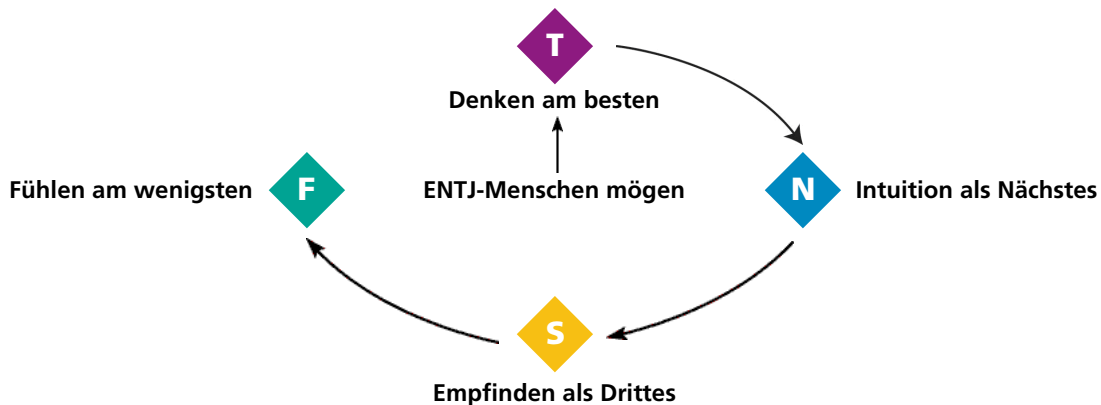 T
Denken am besten
Fühlen am wenigsten
F
ENTJ-Menschen mögen
N
Intuition als Nächstes
S
Empfinden als Drittes